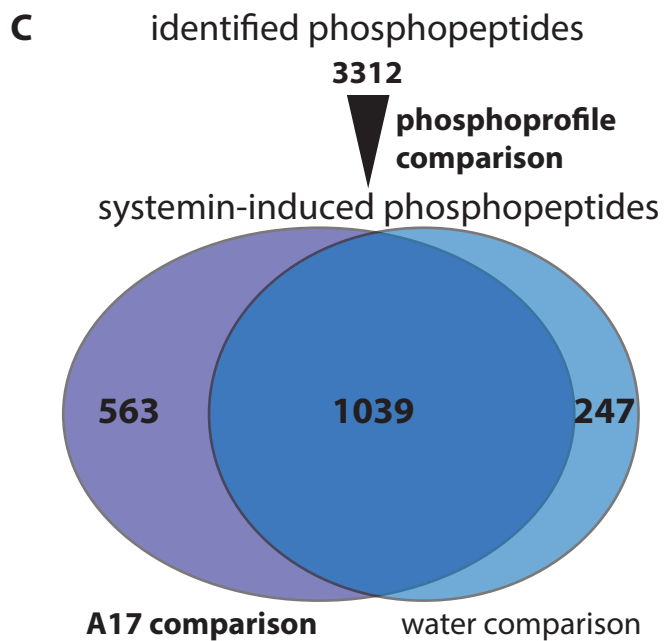 C
identified phosphopeptides
3312
phosphoprofile
comparison
systemin-induced phosphopeptides
563
1039
247
A17 comparison
water comparison